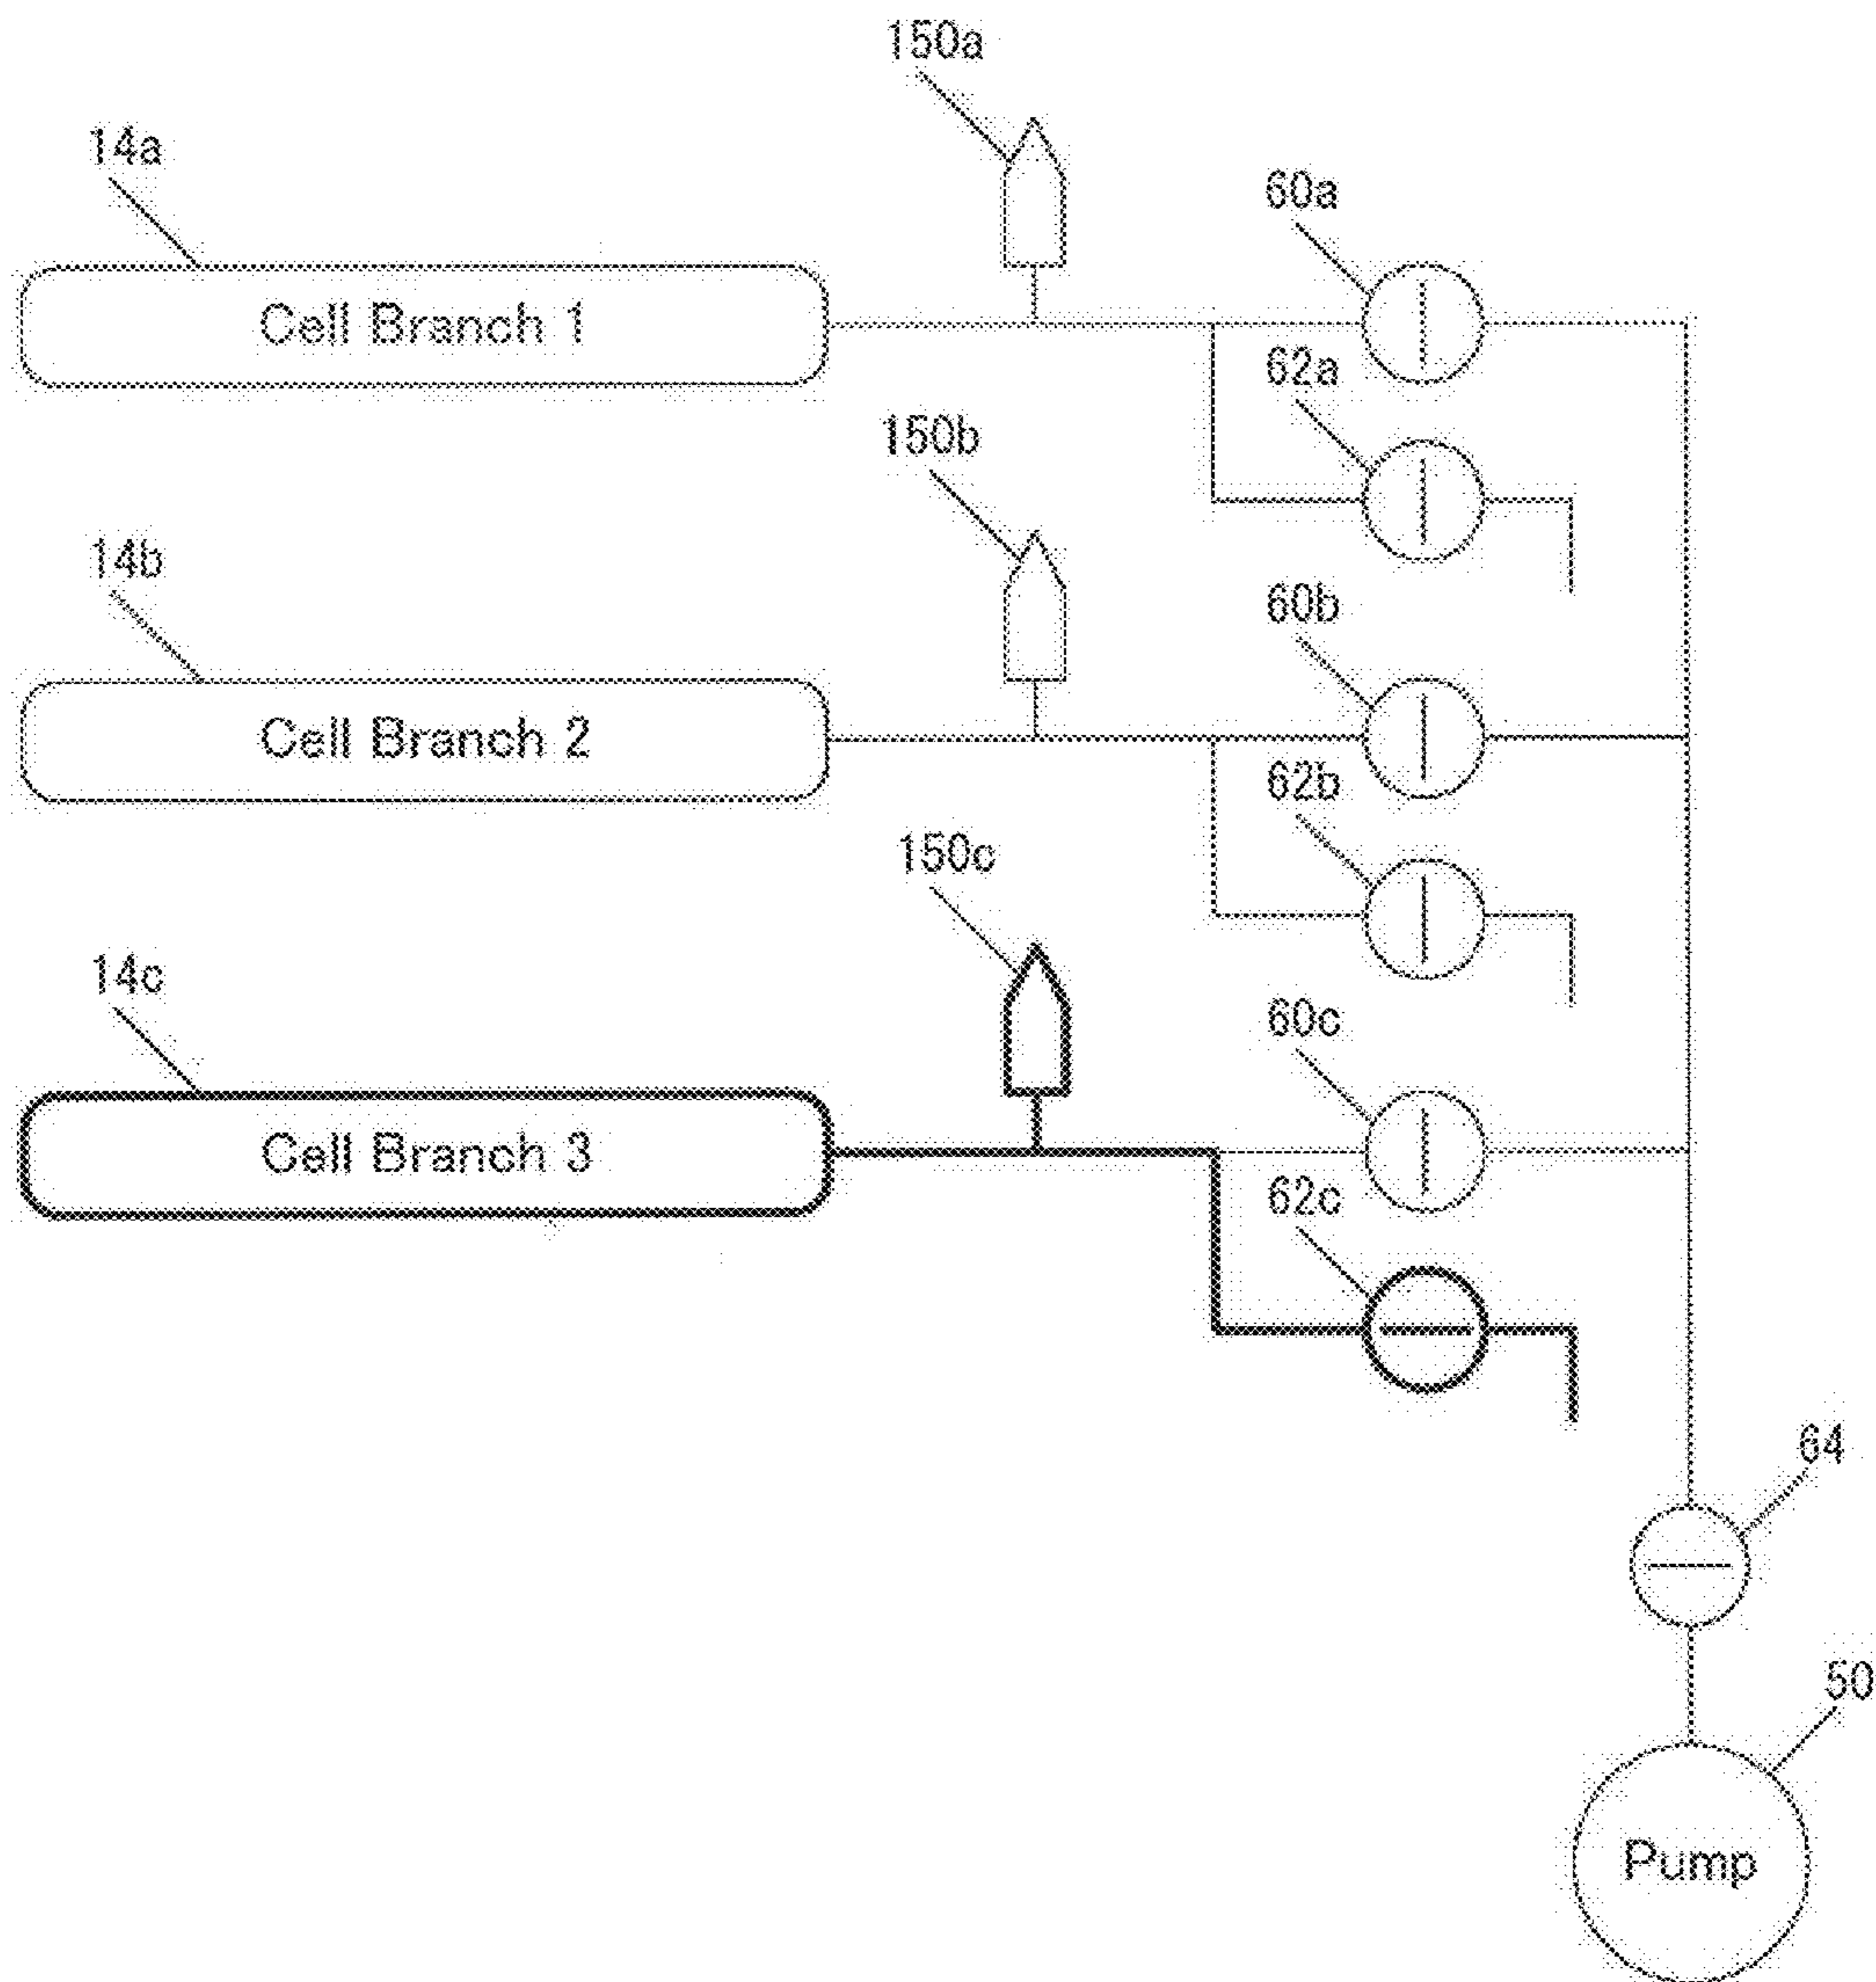 150a
14a
60a
Cell Branch 1
62a
150b
14b
60b
Cell Branch 2
62b
150c
14c
60c
Cell Branch 3
62c
64
50
Pump